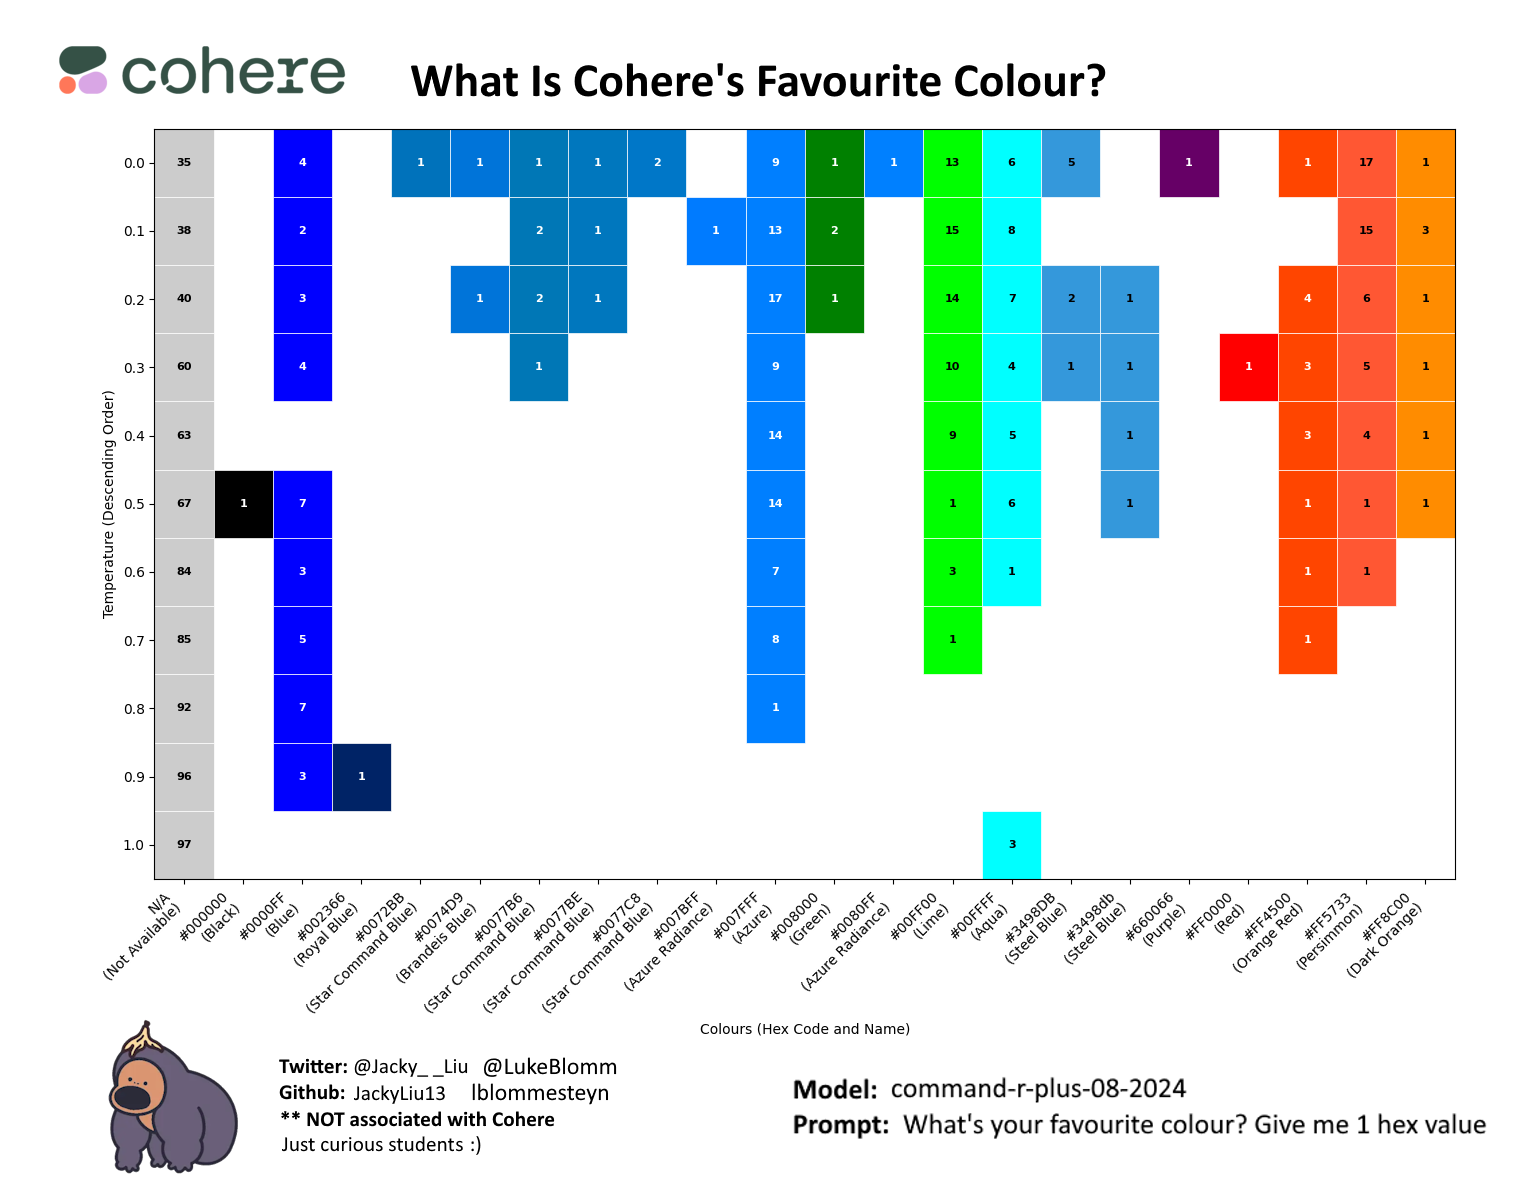 cohere
What Is Cohere's Favourite Colour?
Temperature (Descending Order)
0.0 35 4 1 1 1 1 2 9 1 1 13 6 5 1 1 17 1
0.1 38 2 2 1 1 13 2 15 8 15 3
0.2 40 3 1 2 1 17 1 14 7 2 1 4 6 1
0.3 60 4 1 9 10 4 1 1 1 3 5 1
0.4 63 14 9 5 1 3 4 1
0.5 67 1 7 14 1 6 1 1 1 1
0.6 84 3 7 3 1 1 1
0.7 85 5 8 1 1
0.8 92 7 1
0.9 96 3 1
1.0 97 3
N/A
(Not Available)
#000000
(Black)
#0000FF
(Blue)
#002366
(Royal Blue)
#0072BB
(Star Command Blue)
#0074D9
(Brandeis Blue)
#0077B6
(Star Command Blue)
#0077BE
(Star Command Blue)
#0077C8
(Star Command Blue)
#007BFF
(Azure Radiance)
#007FFF
(Azure)
#008000
(Green)
#0080FF
(Azure Radiance)
#00FF00
(Lime)
#00FFFF
(Aqua)
#3498DB
(Steel Blue)
#3498db
(Steel Blue)
#660066
(Purple)
#FF0000
(Red)
#FF4500
(Orange Red)
#FF5733
(Persimmon)
#FF8C00
(Dark Orange)
Colours (Hex Code and Name)
Twitter: @Jacky_ _Liu @LukeBlomm
Github: JackyLiu13 lblommesteyn
** NOT associated with Cohere
Just curious students :)
Model: command-r-plus-08-2024
Prompt: What's your favourite colour? Give me 1 hex value